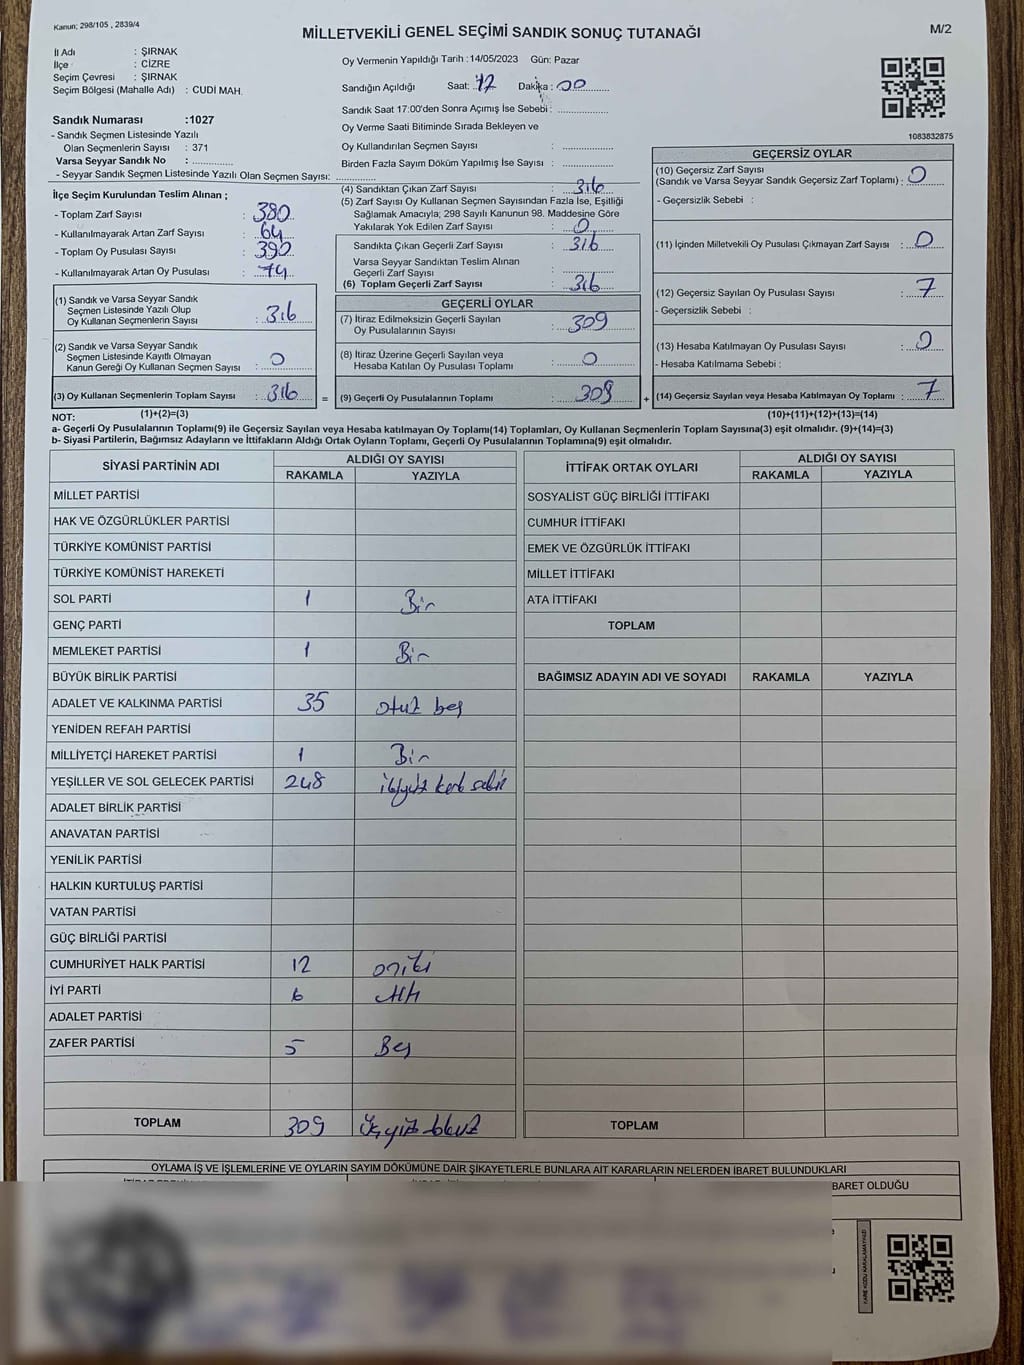 Kanun; 298/105 , 2839/4
MİLLETVEKİLİ GENEL SEÇİMİ SANDIK SONUÇ TUTANAĞI
M/2
İl Adı : ŞIRNAK
İlçe : CİZRE
Seçim Çevresi : ŞIRNAK
Seçim Bölgesi (Mahalle Adı) : CUDİ MAH.
Oy Vermenin Yapıldığı Tarih : 14/05/2023 Gün: Pazar
Sandığın Açıldığı Saat: 17 Dakika : 00
Sandık Saat 17:00'den Sonra Açımış İse Sebebi :
Oy Verme Saati Bitiminde Sırada Bekleyen ve
Oy Kullandırılan Seçmen Sayısı :
Birden Fazla Sayım Döküm Yapılmış İse Sayısı :
1083832875
Sandık Numarası :1027
- Sandık Seçmen Listesinde Yazılı
Olan Seçmenlerin Sayısı : 371
Varsa Seyyar Sandık No :
- Seyyar Sandık Seçmen Listesinde Yazılı Olan Seçmen Sayısı:
İlçe Seçim Kurulundan Teslim Alınan ;
- Toplam Zarf Sayısı : 380
- Kullanılmayarak Artan Zarf Sayısı : 64
- Toplam Oy Pusulası Sayısı : 390
- Kullanılmayarak Artan Oy Pusulası : 74
(1) Sandık ve Varsa Seyyar Sandık
Seçmen Listesinde Yazılı Olup
Oy Kullanan Seçmenlerin Sayısı : 316
(2) Sandık ve Varsa Seyyar Sandık
Seçmen Listesinde Kayıtlı Olmayan
Kanun Gereği Oy Kullanan Seçmen Sayısı : 0
(3) Oy Kullanan Seçmenlerin Toplam Sayısı : 316 =
(4) Sandıktan Çıkan Zarf Sayısı : 316
(5) Zarf Sayısı Oy Kullanan Seçmen Sayısından Fazla İse, Eşitliği
Sağlamak Amacıyla; 298 Sayılı Kanunun 98. Maddesine Göre
Yakılarak Yok Edilen Zarf Sayısı : 0
Sandıkta Çıkan Geçerli Zarf Sayısı : 316
Varsa Seyyar Sandıktan Teslim Alınan
Geçerli Zarf Sayısı :
(6) Toplam Geçerli Zarf Sayısı : 316
GEÇERLİ OYLAR
(7) İtiraz Edilmeksizin Geçerli Sayılan
Oy Pusulalarının Sayısı : 309
(8) İtiraz Üzerine Geçerli Sayılan veya
Hesaba Katılan Oy Pusulası Toplamı : 0
(9) Geçerli Oy Pusulalarının Toplamı : 309 +
GEÇERSİZ OYLAR
(10) Geçersiz Zarf Sayısı
(Sandık ve Varsa Seyyar Sandık Geçersiz Zarf Toplamı) : 0
- Geçersizlik Sebebi :
(11) İçinden Milletvekili Oy Pusulası Çıkmayan Zarf Sayısı : 0
(12) Geçersiz Sayılan Oy Pusulası Sayısı : 7
- Geçersizlik Sebebi :
(13) Hesaba Katılmayan Oy Pusulası Sayısı : 0
- Hesaba Katılmama Sebebi :
(14) Geçersiz Sayılan veya Hesaba Katılmayan Oy Toplamı : 7
NOT: (1)+(2)=(3) (10)+(11)+(12)+(13)=(14)
a- Geçerli Oy Pusulalarının Toplamı(9) ile Geçersiz Sayılan veya Hesaba katılmayan Oy Toplamı(14) Toplamları, Oy Kullanan Seçmenlerin Toplam Sayısına(3) eşit olmalıdır. (9)+(14)=(3)
b- Siyasi Partilerin, Bağımsız Adayların ve İttifakların Aldığı Ortak Oyların Toplamı, Geçerli Oy Pusulalarının Toplamına(9) eşit olmalıdır.
SİYASİ PARTİNİN ADI ALDIĞI OY SAYISI
RAKAMLA YAZIYLA
MİLLET PARTİSİ
HAK VE ÖZGÜRLÜKLER PARTİSİ
TÜRKİYE KOMÜNİST PARTİSİ
TÜRKİYE KOMÜNİST HAREKETİ
SOL PARTİ 1 Bir
GENÇ PARTİ
MEMLEKET PARTİSİ 1 Bir
BÜYÜK BİRLİK PARTİSİ
ADALET VE KALKINMA PARTİSİ 35 otuz beş
YENİDEN REFAH PARTİSİ
MİLLİYETÇİ HAREKET PARTİSİ 1 Bir
YEŞİLLER VE SOL GELECEK PARTİSİ 248 ikiyüz kırk sekiz
ADALET BİRLİK PARTİSİ
ANAVATAN PARTİSİ
YENİLİK PARTİSİ
HALKIN KURTULUŞ PARTİSİ
VATAN PARTİSİ
GÜÇ BİRLİĞİ PARTİSİ
CUMHURİYET HALK PARTİSİ 12 oniki
İYİ PARTİ 6 Altı
ADALET PARTİSİ
ZAFER PARTİSİ 5 Beş
TOPLAM 309 üçyüz dokuz
İTTİFAK ORTAK OYLARI ALDIĞI OY SAYISI
RAKAMLA YAZIYLA
SOSYALİST GÜÇ BİRLİĞİ İTTİFAKI
CUMHUR İTTİFAKI
EMEK VE ÖZGÜRLÜK İTTİFAKI
MİLLET İTTİFAKI
ATA İTTİFAKI
TOPLAM
BAĞIMSIZ ADAYIN ADI VE SOYADI RAKAMLA YAZIYLA
TOPLAM
OYLAMA İŞ VE İŞLEMLERİNE VE OYLARIN SAYIM DÖKÜMÜNE DAİR ŞİKAYETLERLE BUNLARA AİT KARARLARIN NELERDEN İBARET BULUNDUKLARI
BARET OLDUĞU
KARE KODU KARALAMAYINIZ!